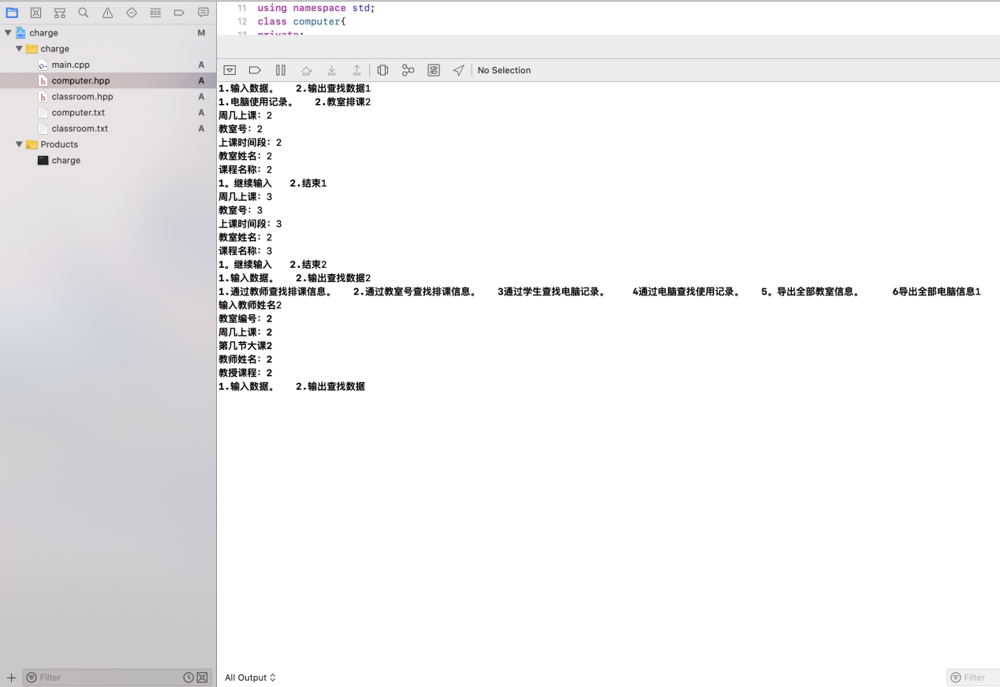 charge M
charge
main.cpp A
computer.hpp A
classroom.hpp A
computer.txt A
classroom.txt A
Products
charge
Filter
11 using namespace std;
12 class computer{
No Selection
1.输入数据。 2.输出查找数据1
1.电脑使用记录。 2.教室排课2
周几上课: 2
教室号: 2
上课时间段: 2
教室姓名: 2
课程名称: 2
1。继续输入 2.结束1
周几上课: 3
教室号: 3
上课时间段: 3
教室姓名: 2
课程名称: 3
1。继续输入 2.结束2
1.输入数据。 2.输出查找数据2
1.通过教师查找排课信息。 2.通过教室号查找排课信息。 3通过学生查找电脑记录。 4通过电脑查找使用记录。 5。导出全部教室信息。 6导出全部电脑信息1
输入教师姓名2
教室编号: 2
周几上课: 2
第几节大课2
教师姓名: 2
教授课程: 2
1.输入数据。 2.输出查找数据
All Output
Filter